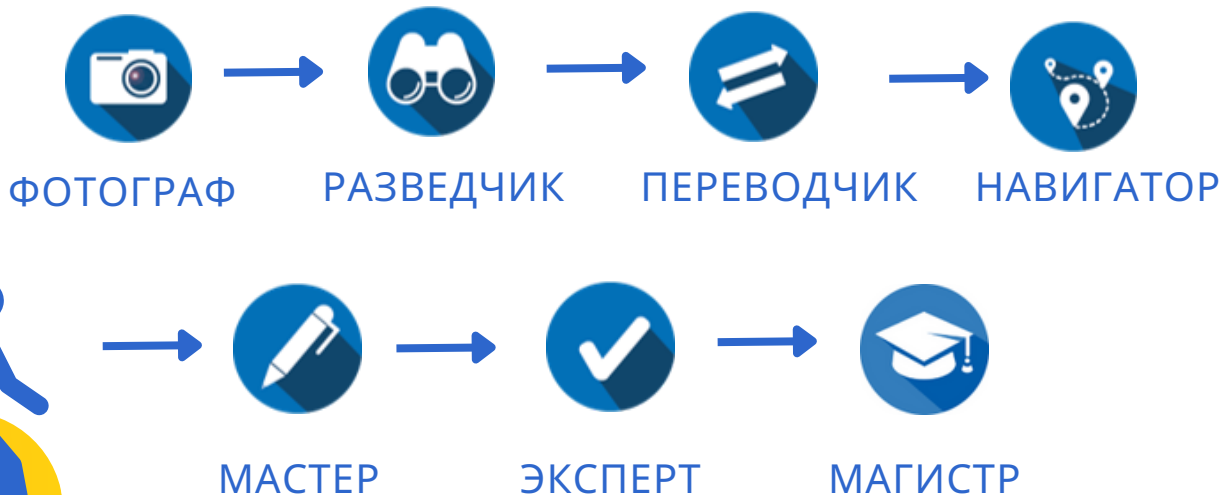 ФОТОГРАФ РАЗВЕДЧИК ПЕРЕВОДЧИК НАВИГАТОР
МАСТЕР ЭКСПЕРТ МАГИСТР